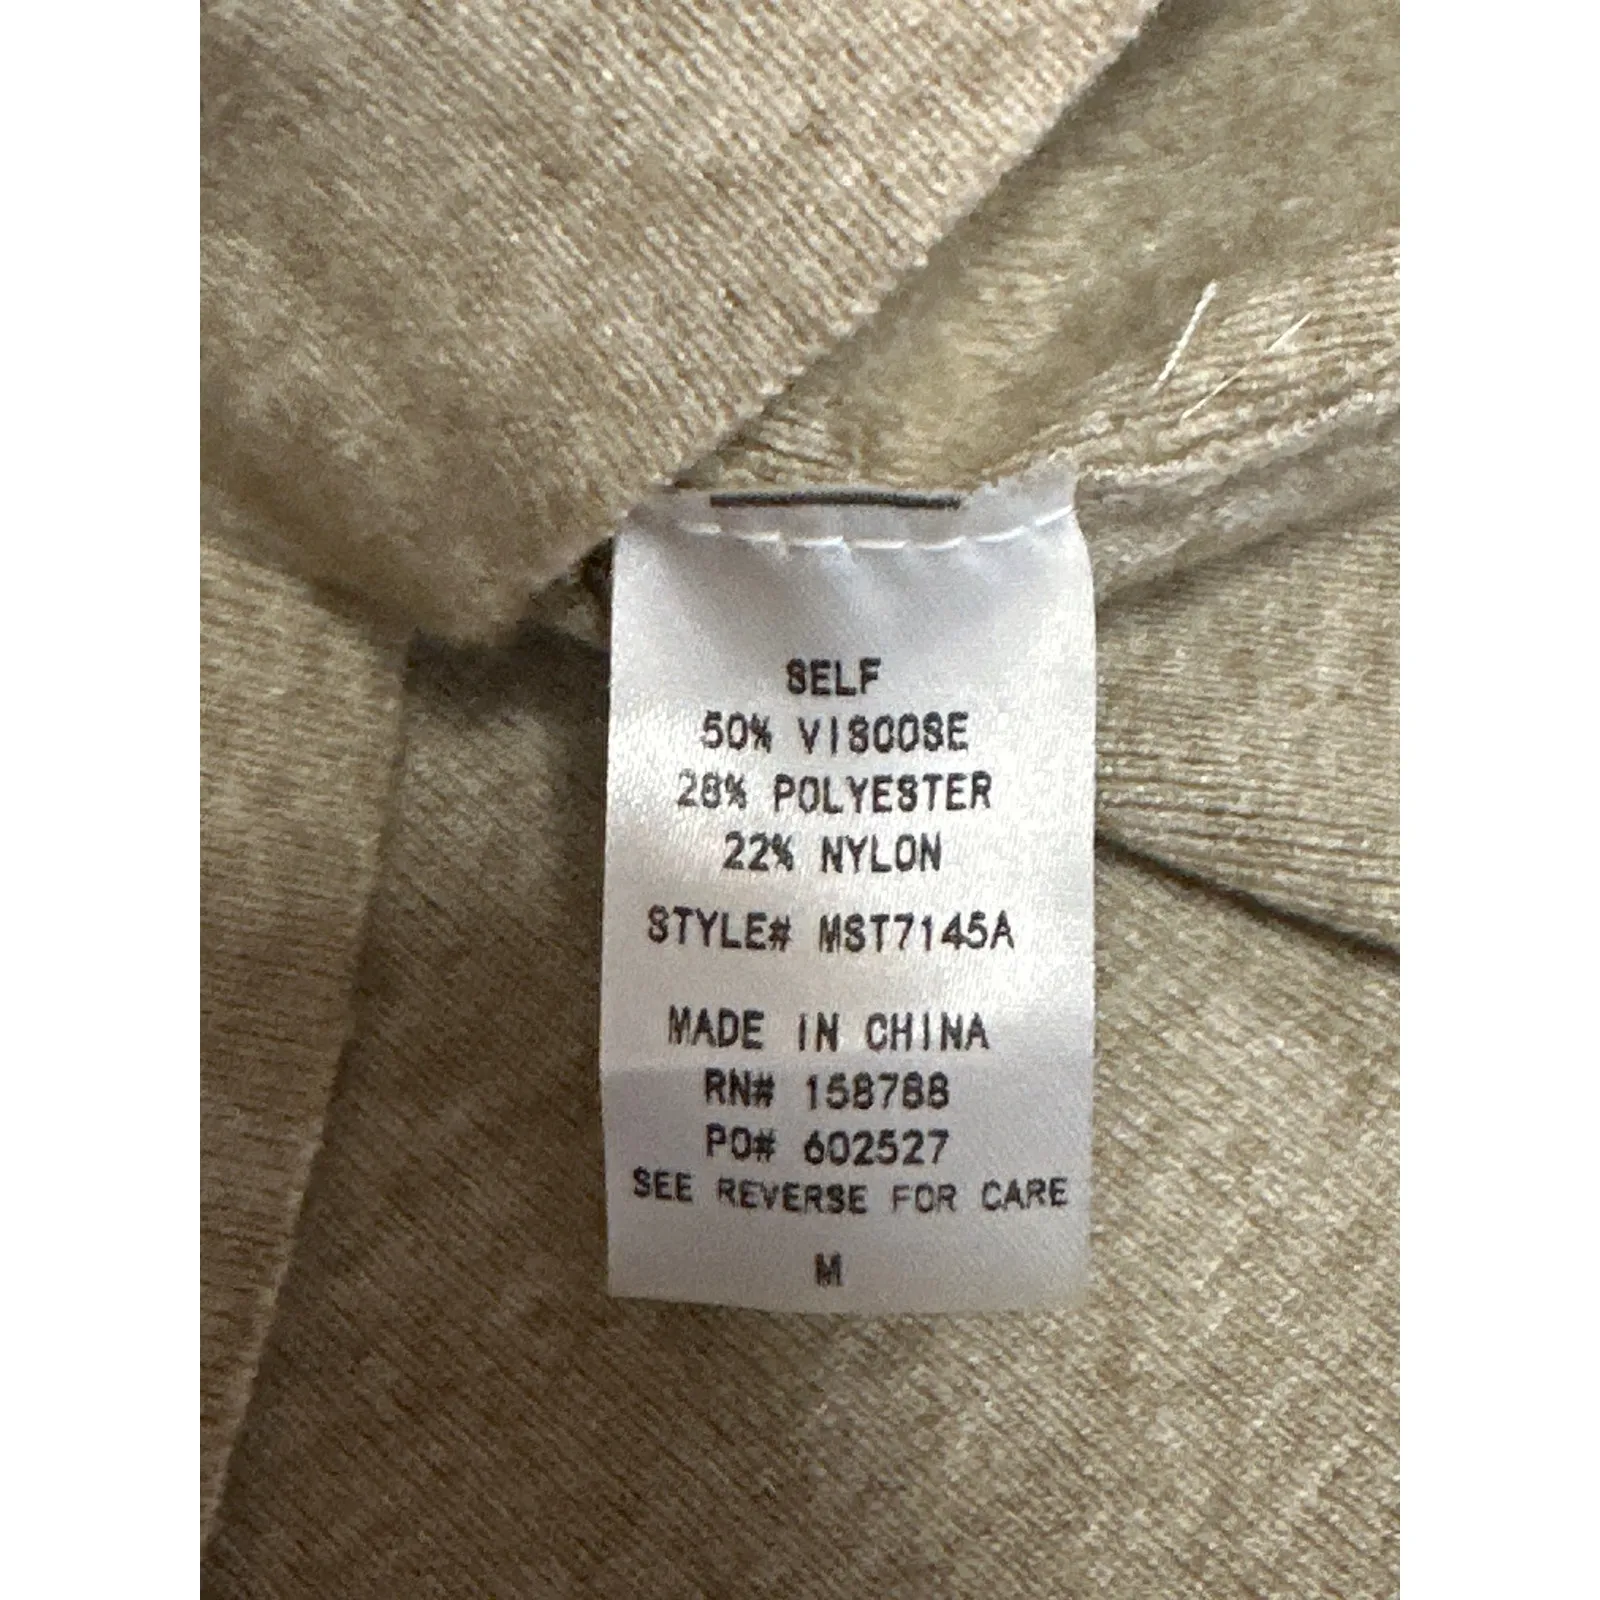 SELF
50% VISCOSE
28% POLYESTER
22% NYLON
STYLE# MST7145A
MADE IN CHINA
RN# 158788
PO# 602527
SEE REVERSE FOR CARE
M